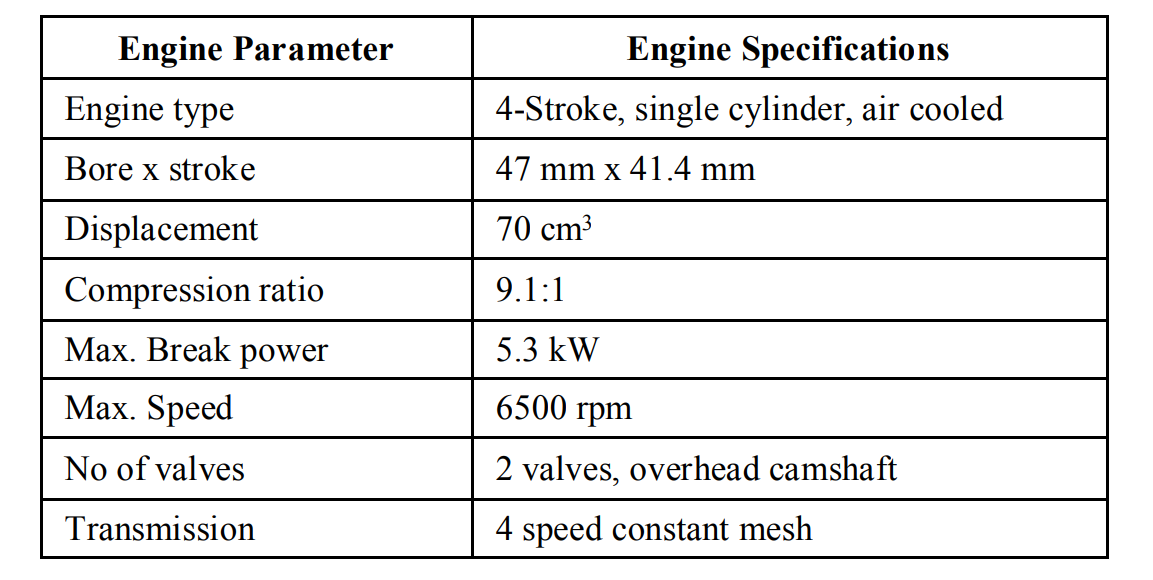 Engine Parameter Engine Specifications
Engine type 4-Stroke, single cylinder, air cooled
Bore x stroke 47 mm x 41.4 mm
Displacement 70 cm³
Compression ratio 9.1:1
Max. Break power 5.3 kW
Max. Speed 6500 rpm
No of valves 2 valves, overhead camshaft
Transmission 4 speed constant mesh